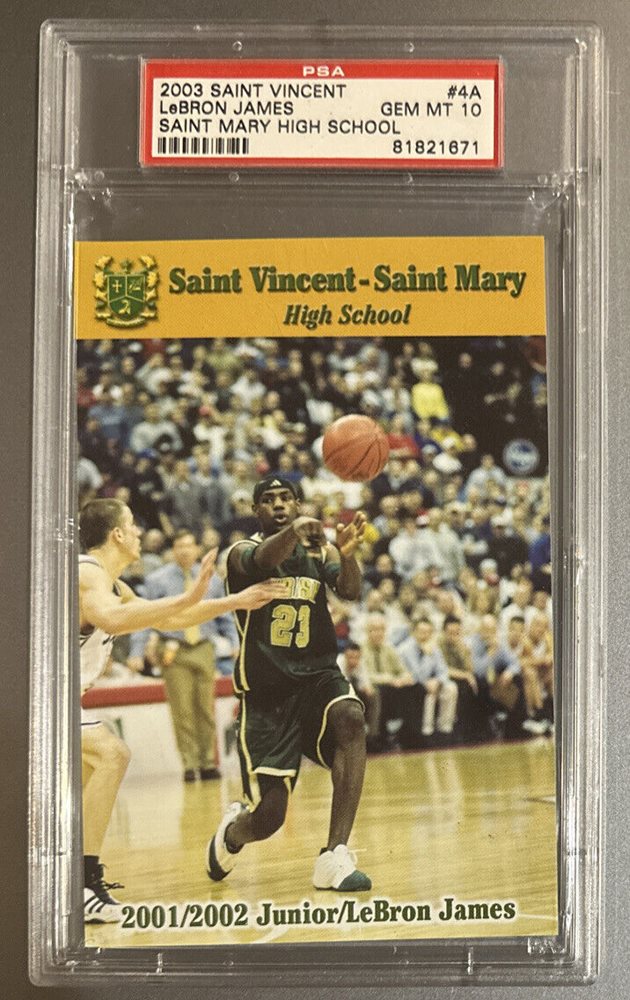 PSA
2003 SAINT VINCENT #4A
LeBRON JAMES GEM MT 10
SAINT MARY HIGH SCHOOL
81821671
Saint Vincent-Saint Mary
High School
23
2001/2002 Junior/LeBron James